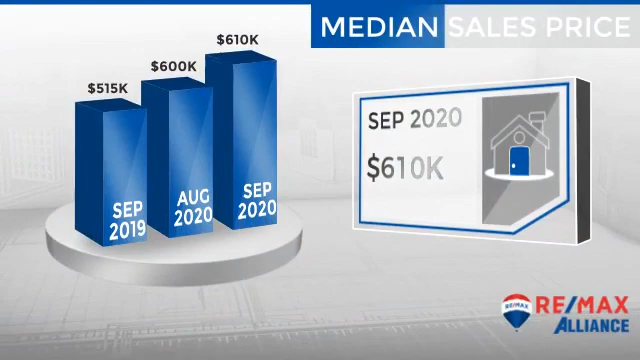 MEDIAN SALES PRICE
$515K
$600K
$610K
SEP
2019
AUG
2020
SEP
2020
SEP 2020
$610K
RE/MAX
RE/MAX
ALLIANCE